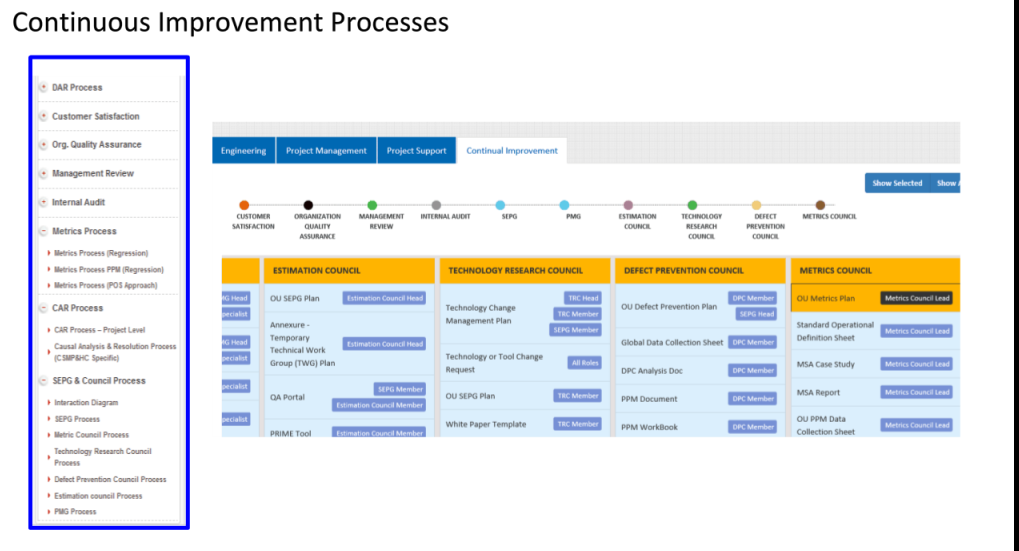 Continuous Improvement Processes
DAR Process
Customer Satisfaction
Org. Quality Assurance
Management Review
Internal Audit
Metrics Process
Metrics Process (Regression)
Metrics Process PPM (Regression)
Metrics Process (POS Approach)
CAR Process
CAR Process – Project Level
Causal Analysis & Resolution Process
(CSMP&HC Specific)
SEPG & Council Process
Interaction Diagram
SEPG Process
Metric Council Process
Technology Research Council
Process
Defect Prevention Council Process
Estimation council Process
PMG Process
Engineering
Project Management
Project Support
Continual Improvement
Show Selected
Show
CUSTOMER
SATISFACTION
ORGANIZATION
QUALITY
ASSURANCE
MANAGEMENT
REVIEW
INTERNAL AUDIT
SEPG
PMG
ESTIMATION
COUNCIL
TECHNOLOGY
RESEARCH
COUNCIL
DEFECT
PREVENTION
COUNCIL
METRICS COUNCIL
Head
Head
ESTIMATION COUNCIL
OU SEPG Plan
Estimation Council Head
Annexure -
Temporary
Technical Work
Group (TWG) Plan
Estimation Council Head
QA Portal
SEPG Member
Estimation Council Member
PRIME Tool
Estimation Council Member
TECHNOLOGY RESEARCH COUNCIL
Technology Change
Management Plan
TRC Head
TRC Member
SEPG Member
Technology or Tool Change
Request
All Roles
OU SEPG Plan
TRC Member
White Paper Template
TRC Member
DEFECT PREVENTION COUNCIL
OU Defect Prevention Plan
DPC Member
SEPG Head
Global Data Collection Sheet
DPC Member
DPC Analysis Doc
DPC Member
PPM Document
DPC Member
PPM WorkBook
DPC Member
METRICS COUNCIL
OU Metrics Plan
Metrics Council Lead
Standard Operational
Definition Sheet
Metrics Council Lead
MSA Case Study
Metrics Council Lead
MSA Report
Metrics Council Lead
OU PPM Data
Collection Sheet
Metrics Council Lead